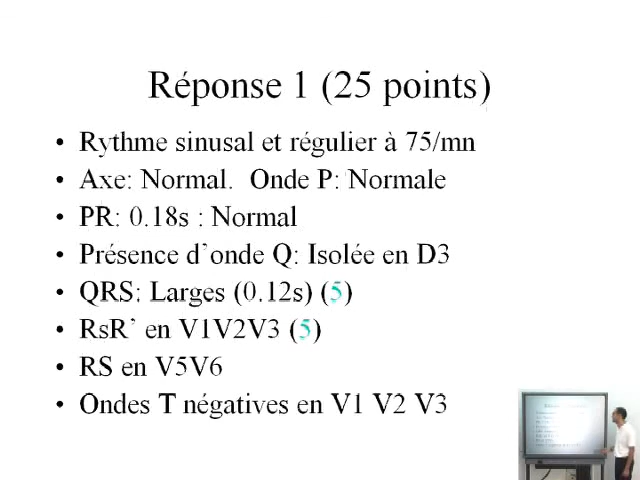 Réponse 1 (25 points)
• Rythme sinusal et régulier à 75/mn
• Axe: Normal. Onde P: Normale
• PR: 0.18s : Normal
• Présence d'onde Q: Isolée en D3
• QRS: Larges (0.12s) (5)
• RsR' en V1V2V3 (5)
• RS en V5V6
• Ondes T négatives en V1 V2 V3